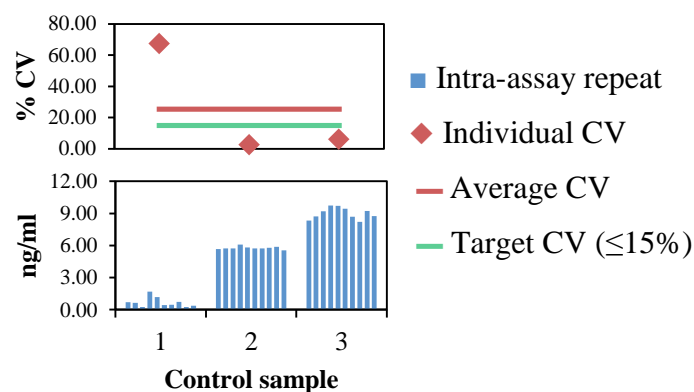 80.00
60.00
40.00
20.00
0.00
% CV
12.00
9.00
6.00
3.00
0.00
ng/ml
1 2 3
Control sample
Intra-assay repeat
Individual CV
Average CV
Target CV (≤15%)